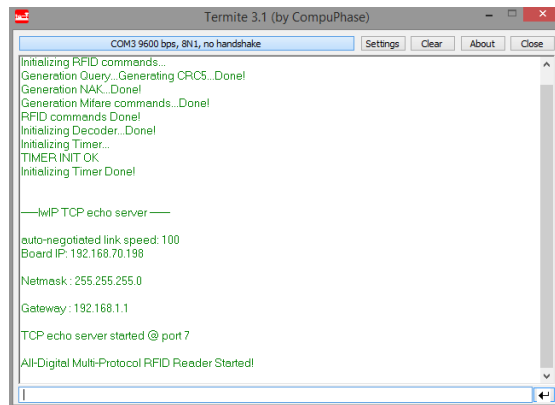 Termite 3.1 (by CompuPhase)
COM3 9600 bps, 8N1, no handshake
Settings
Clear
About
Close
Initializing RFID commands...
Generation Query...Generating CRC5...Done!
Generation NAK...Done!
Generation Mifare commands...Done!
RFID commands Done!
Initializing Decoder...Done!
Initializing Timer...
TIMER INIT OK
Initializing Timer Done!
-----lwIP TCP echo server -----
auto-negotiated link speed: 100
Board IP: 192.168.70.198
Netmask : 255.255.255.0
Gateway : 192.168.1.1
TCP echo server started @ port 7
All-Digital Multi-Protocol RFID Reader Started!